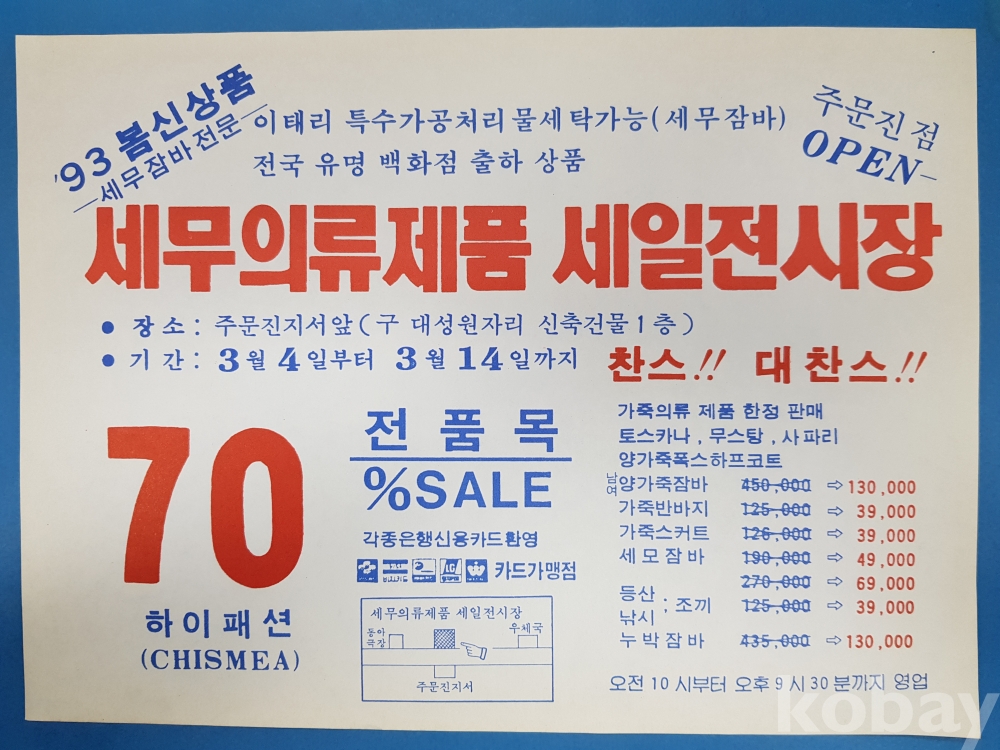 '93 봄신상품
세무잠바전문
이태리 특수가공처리물세탁가능(세무잠바)
전국 유명 백화점 출하 상품
주문진점
OPEN
세무의류제품 세일전시장
● 장소: 주문진지서앞(구 대성원자리 신축건물1층)
● 기간: 3월 4일부터 3월 14일까지
찬스!! 대찬스!!
70
전품목
%SALE
각종은행신용카드환영
카드가맹점
하이패션
(CHISMEA)
세무의류제품 세일전시장
동아극장
우체국
주문진지서
가죽의류 제품 한정 판매
토스카나, 무스탕, 사파리
양가죽폭스하프코트
남여 양가죽잠바 450,000 ⇨ 130,000
가죽반바지 125,000 ⇨ 39,000
가죽스커트 126,000 ⇨ 39,000
세모잠바 190,000 ⇨ 49,000
270,000 ⇨ 69,000
등산 낚시 ; 조끼 125,000 ⇨ 39,000
누박잠바 435,000 ⇨ 130,000
오전 10시부터 오후 9시 30분까지 영업
kobay